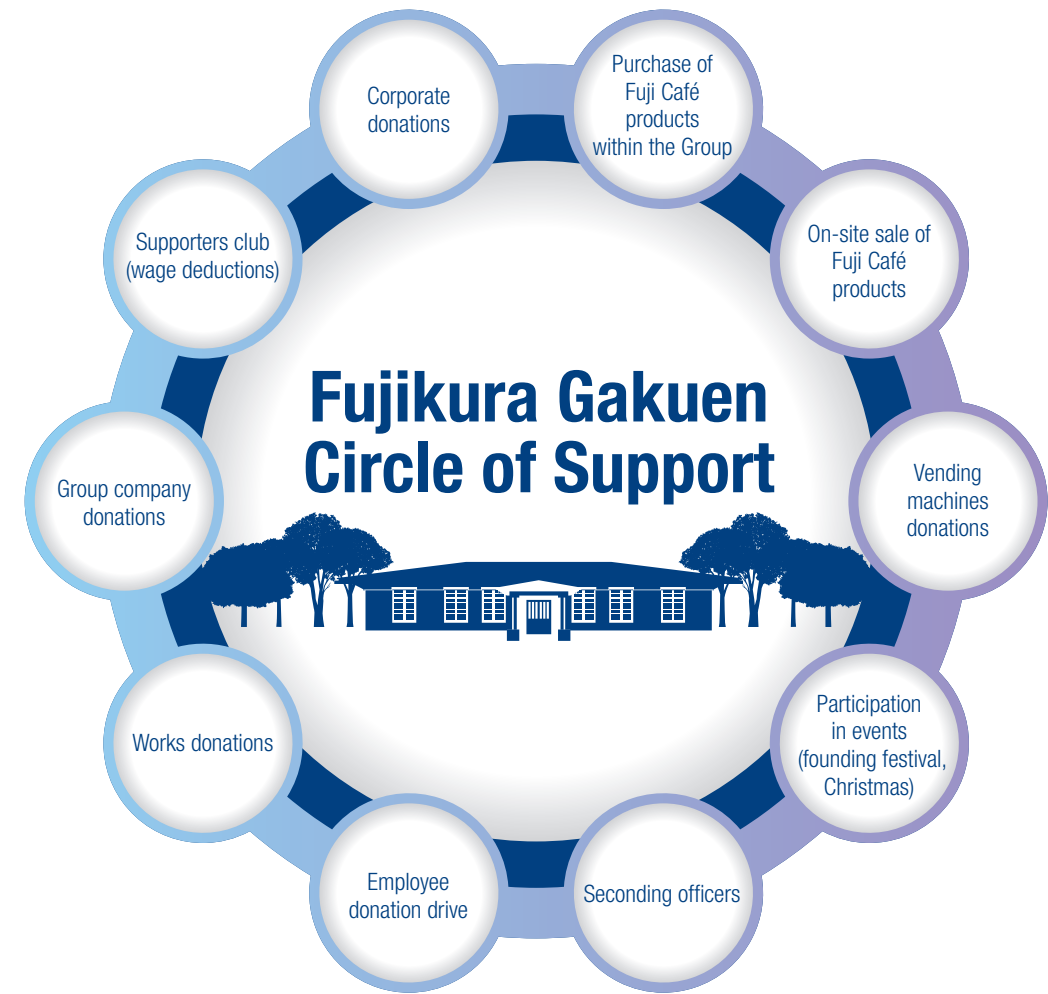 Fujikura Gakuen
Circle of Support
Corporate
donations
Purchase of
Fuji Café
products
within the Group
On-site sale of
Fuji Café
products
Vending
machines
donations
Participation
in events
(founding festival,
Christmas)
Seconding officers
Employee
donation drive
Works donations
Group company
donations
Supporters club
(wage deductions)